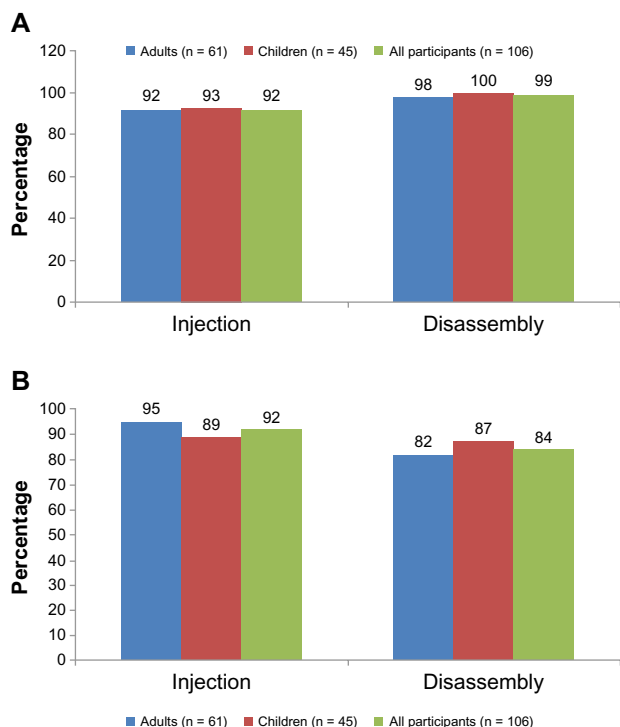 A
120
Adults (n = 61) Children (n = 45) All participants (n = 106)
98 100 99
92 93 92
100
80
60
40
20
0
Percentage
Injection Disassembly
B
100
95 89 92
82 87 84
90
80
70
60
50
40
30
20
10
0
Percentage
Injection Disassembly
Adults (n = 61) Children (n = 45) All participants (n = 106)